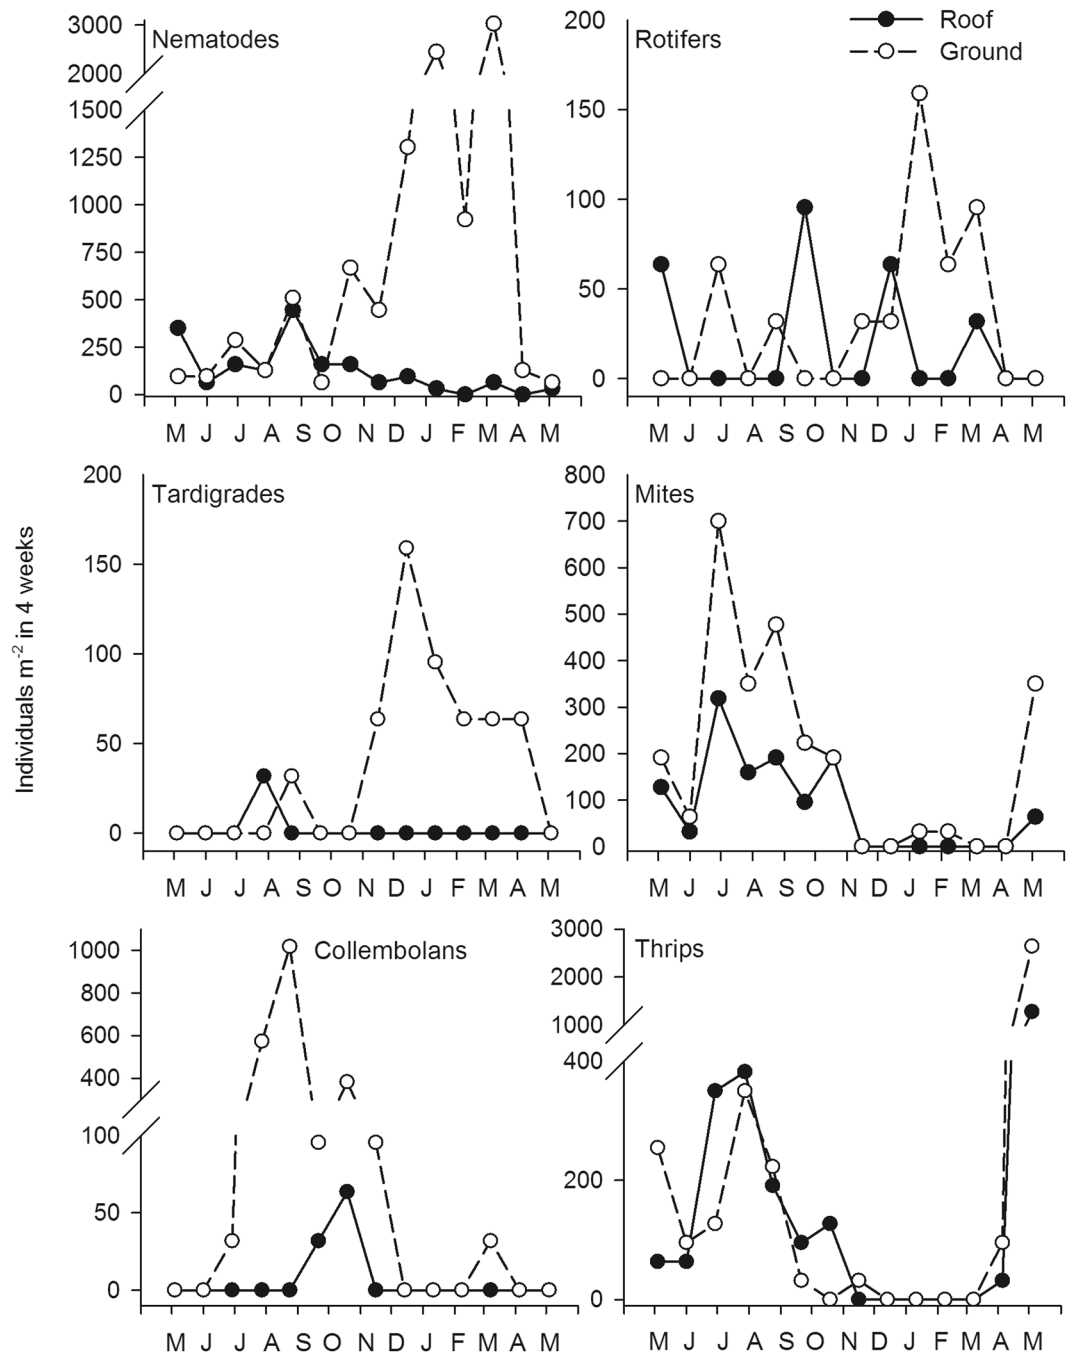 Individuals m-2 in 4 weeks
Roof
Ground
Nematodes
3000
2000
1500
1250
1000
750
500
250
0
M J J A S O N D J F M A M
Rotifers
200
150
100
50
0
M J J A S O N D J F M A M
Tardigrades
200
150
100
50
0
M J J A S O N D J F M A M
Mites
800
700
600
500
400
300
200
100
0
M J J A S O N D J F M A M
Collembolans
1000
800
600
400
100
50
0
M J J A S O N D J F M A M
Thrips
3000
2000
1000
400
200
0
M J J A S O N D J F M A M